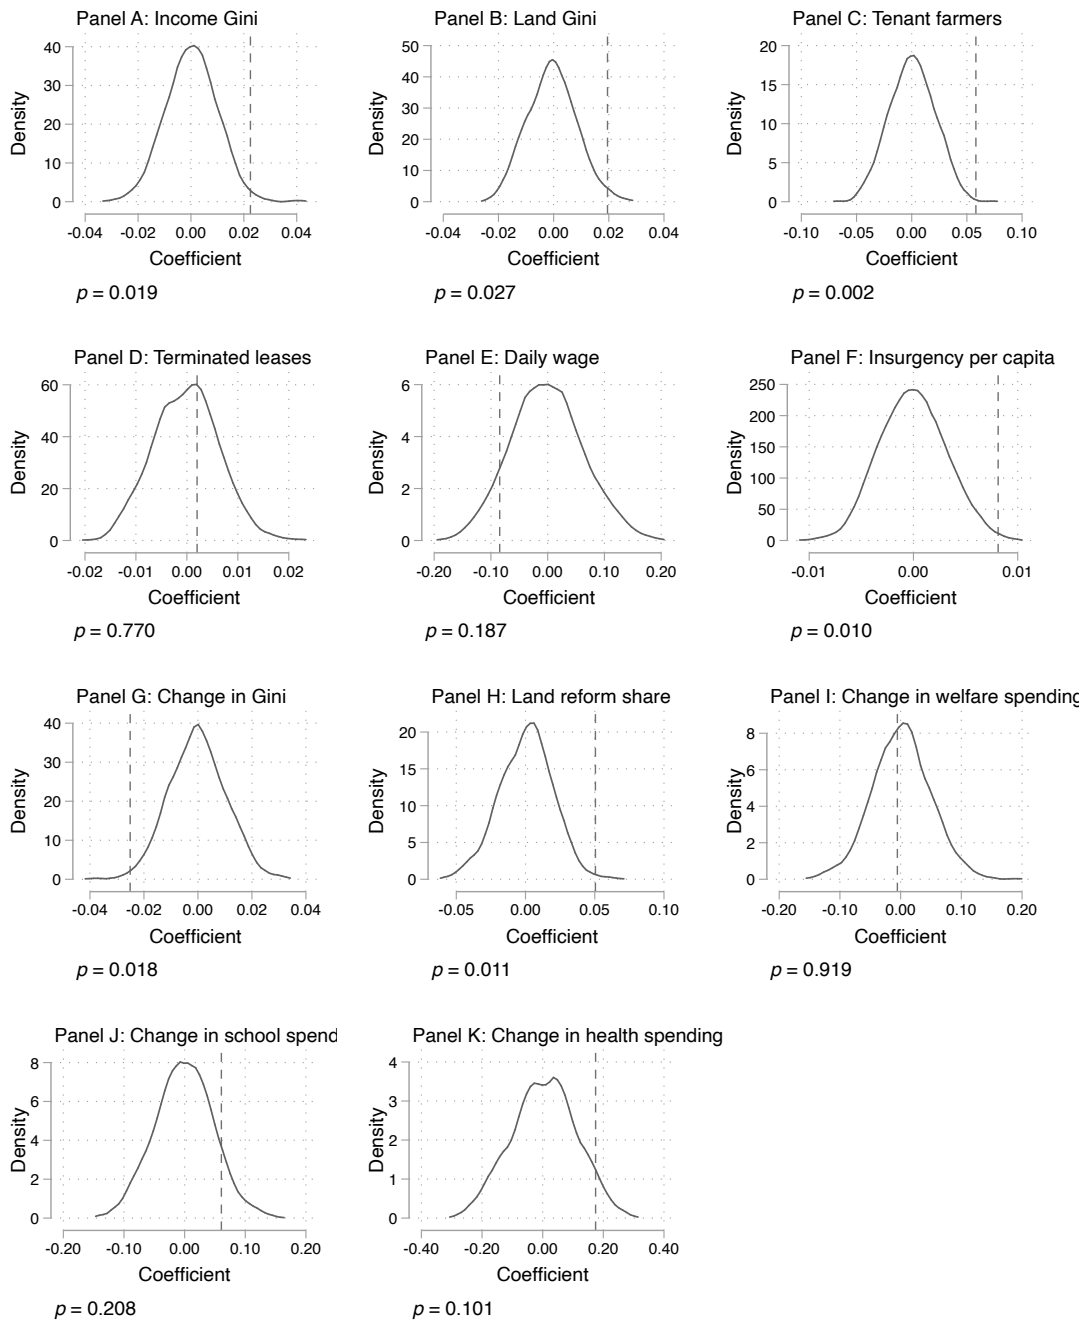 Panel A: Income Gini
40
30
20
10
0
Density
-0.04 -0.02 0.00 0.02 0.04
Coefficient
p = 0.019
Panel B: Land Gini
50
40
30
20
10
0
Density
-0.04 -0.02 0.00 0.02 0.04
Coefficient
p = 0.027
Panel C: Tenant farmers
20
15
10
5
0
Density
-0.10 -0.05 0.00 0.05 0.10
Coefficient
p = 0.002
Panel D: Terminated leases
60
40
20
0
Density
-0.02 -0.01 0.00 0.01 0.02
Coefficient
p = 0.770
Panel E: Daily wage
6
4
2
0
Density
-0.20 -0.10 0.00 0.10 0.20
Coefficient
p = 0.187
Panel F: Insurgency per capita
250
200
150
100
50
0
Density
-0.01 0.00 0.01
Coefficient
p = 0.010
Panel G: Change in Gini
40
30
20
10
0
Density
-0.04 -0.02 0.00 0.02 0.04
Coefficient
p = 0.018
Panel H: Land reform share
20
15
10
5
0
Density
-0.05 0.00 0.05 0.10
Coefficient
p = 0.011
Panel I: Change in welfare spending
8
6
4
2
0
Density
-0.20 -0.10 0.00 0.10 0.20
Coefficient
p = 0.919
Panel J: Change in school spend
8
6
4
2
0
Density
-0.20 -0.10 0.00 0.10 0.20
Coefficient
p = 0.208
Panel K: Change in health spending
4
3
2
1
0
Density
-0.40 -0.20 0.00 0.20 0.40
Coefficient
p = 0.101